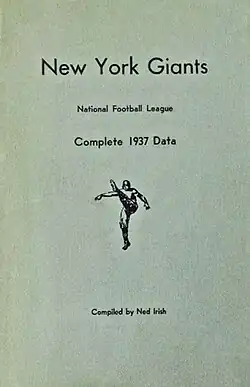 New York Giants
National Football League
Complete 1937 Data
Compiled by Ned Irish